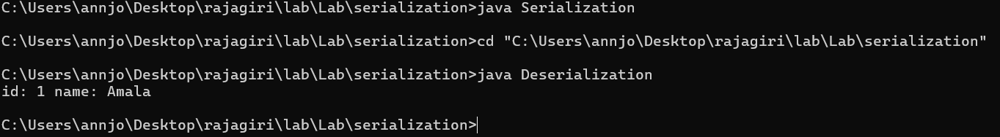 C:\Users\annjo\Desktop\rajagiri\lab\Lab\serialization>java Serialization
C:\Users\annjo\Desktop\rajagiri\lab\Lab\serialization>cd "C:\Users\annjo\Desktop\rajagiri\lab\Lab\serialization"
C:\Users\annjo\Desktop\rajagiri\lab\Lab\serialization>java Deserialization
id: 1 name: Amala
C:\Users\annjo\Desktop\rajagiri\lab\Lab\serialization>